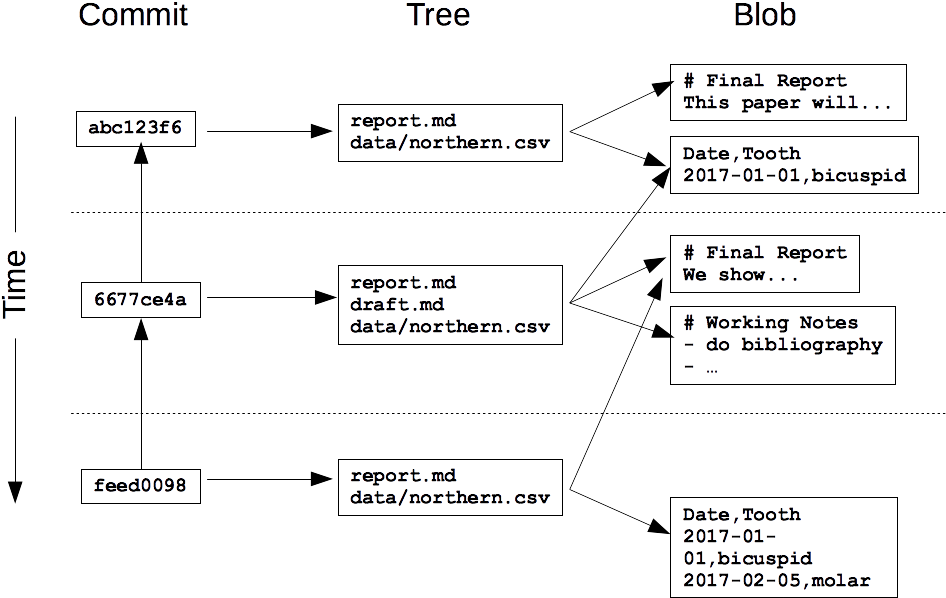 Commit
Tree
Blob
Time
abc123f6
report.md
data/northern.csv
# Final Report
This paper will...
Date,Tooth
2017-01-01,bicuspid
6677ce4a
report.md
draft.md
data/northern.csv
# Final Report
We show...
# Working Notes
- do bibliography
- …
feed0098
report.md
data/northern.csv
Date,Tooth
2017-01-
01,bicuspid
2017-02-05,molar